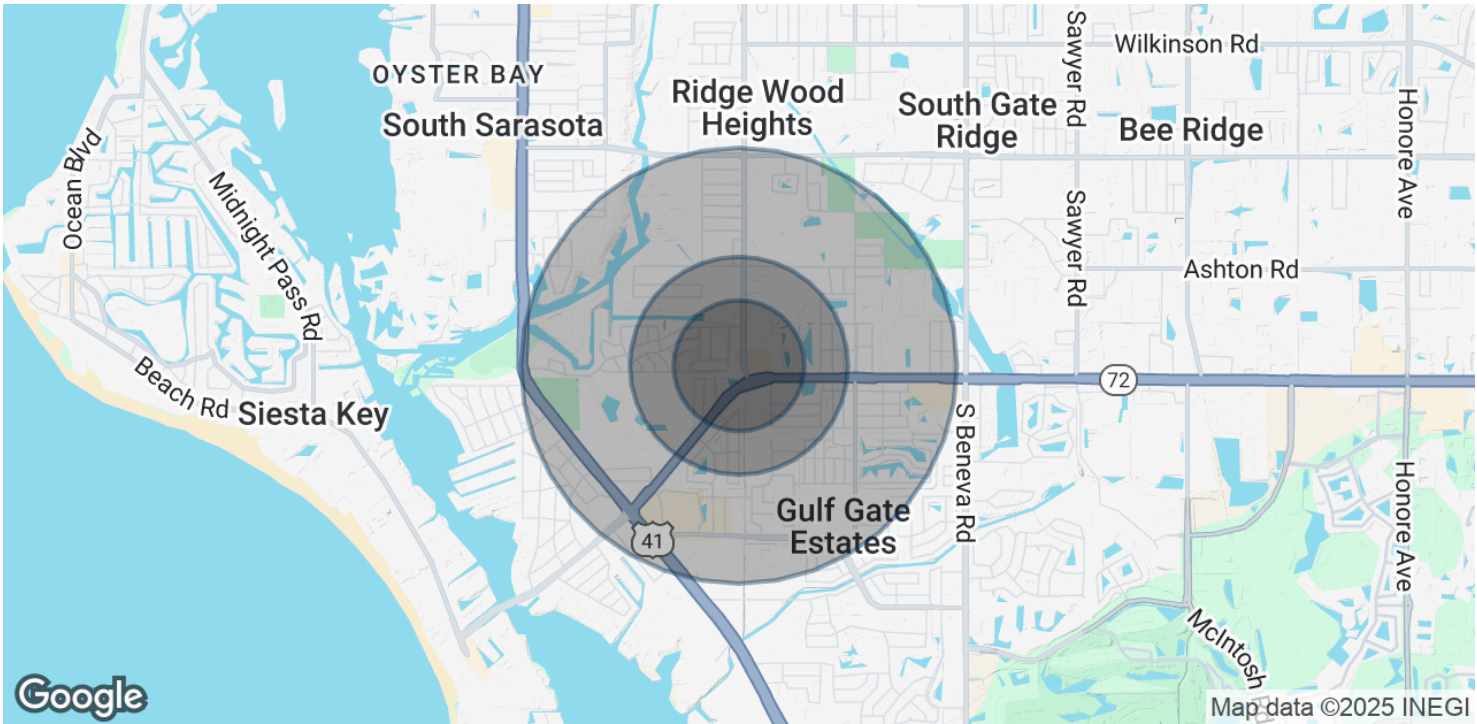 Wilkinson Rd
OYSTER BAY
Ridge Wood
Heights
South Gate
Ridge
Sawyer Rd
Bee Ridge
Honore Ave
South Sarasota
Ocean Blvd
Midnight Pass Rd
Sawyer Rd
Ashton Rd
Beach Rd
Siesta Key
72
S Beneva Rd
Gulf Gate
Estates
41
Honore Ave
McIntosh
Google
Map data ©2025 INEGI